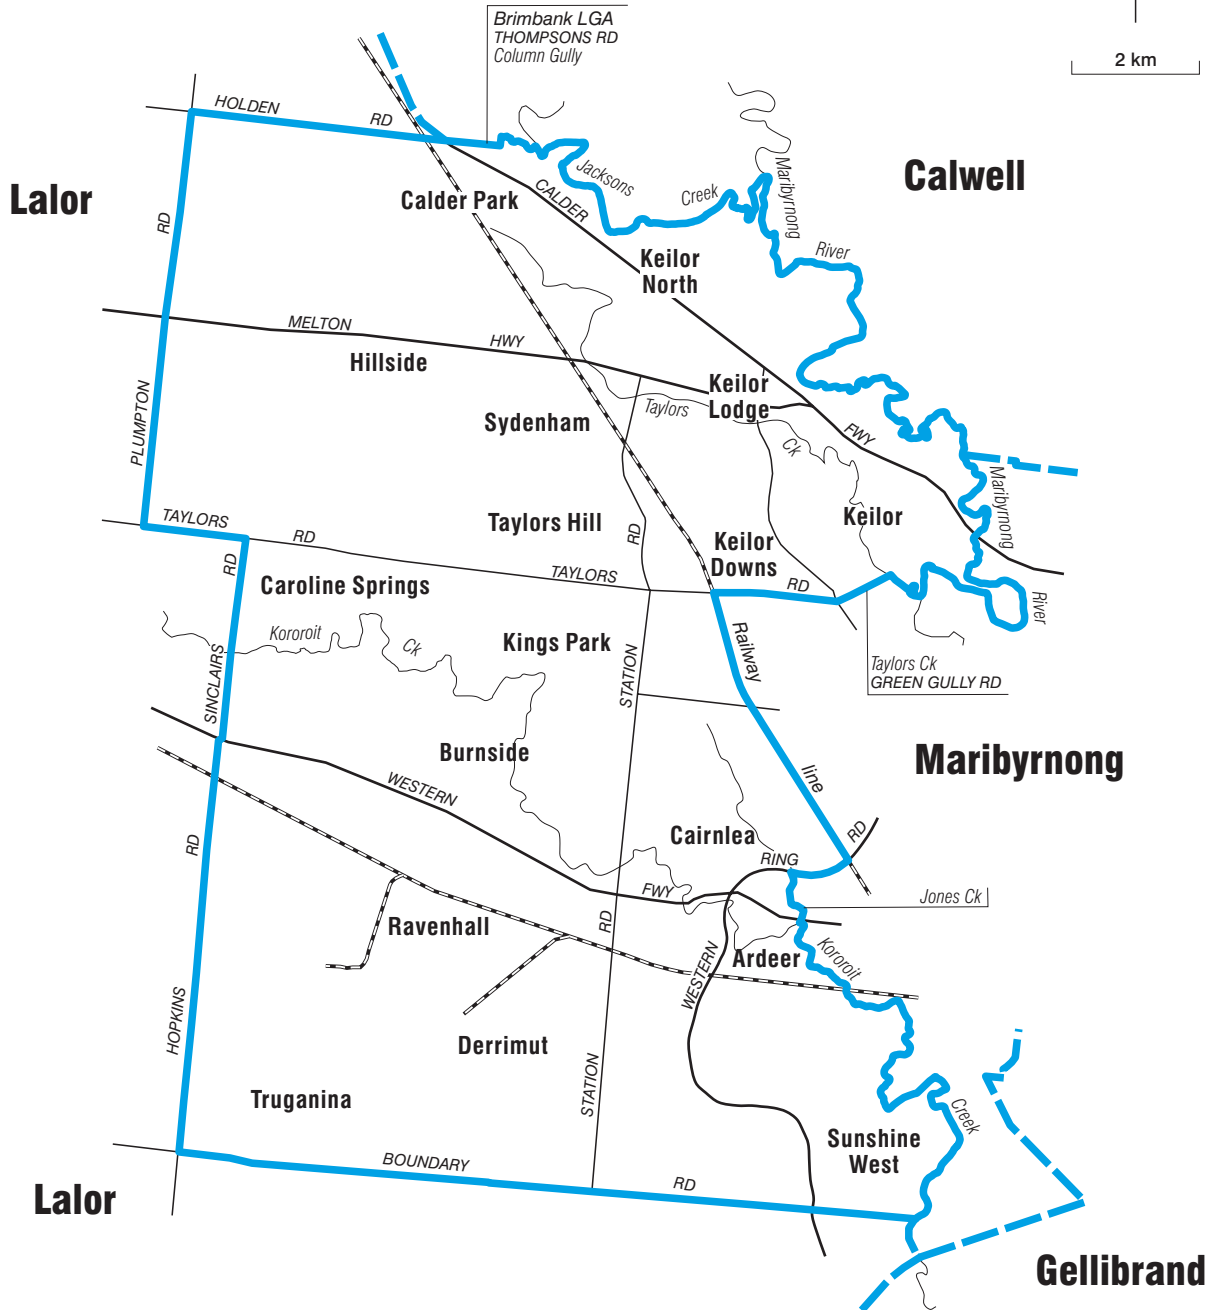 Brimbank LGA
THOMPSONS RD
Column Gully
2 km
HOLDEN
RD
Lalor
Calwell
Jacksons
Creek
Maribyrnong
River
Calder Park
CALDER
RD
Keilor
North
MELTON
HWY
Hillside
Keilor
Lodge
Taylors
Ck
FWY
Sydenham
PLUMPTON
Maribyrnong
River
TAYLORS
RD
Taylors Hill
RD
Keilor
Keilor
Downs
RD
TAYLORS
RD
Caroline Springs
Kororoit
Ck
Kings Park
STATION
Railway
line
Taylors Ck
GREEN GULLY RD
SINCLAIRS
Burnside
Maribyrnong
WESTERN
FWY
Cairnlea
RING
RD
RD
Jones Ck
Ravenhall
RD
Ardeer
Kororoit
WESTERN
HOPKINS
Derrimut
STATION
Truganina
Creek
Sunshine
West
BOUNDARY
RD
Lalor
Gellibrand